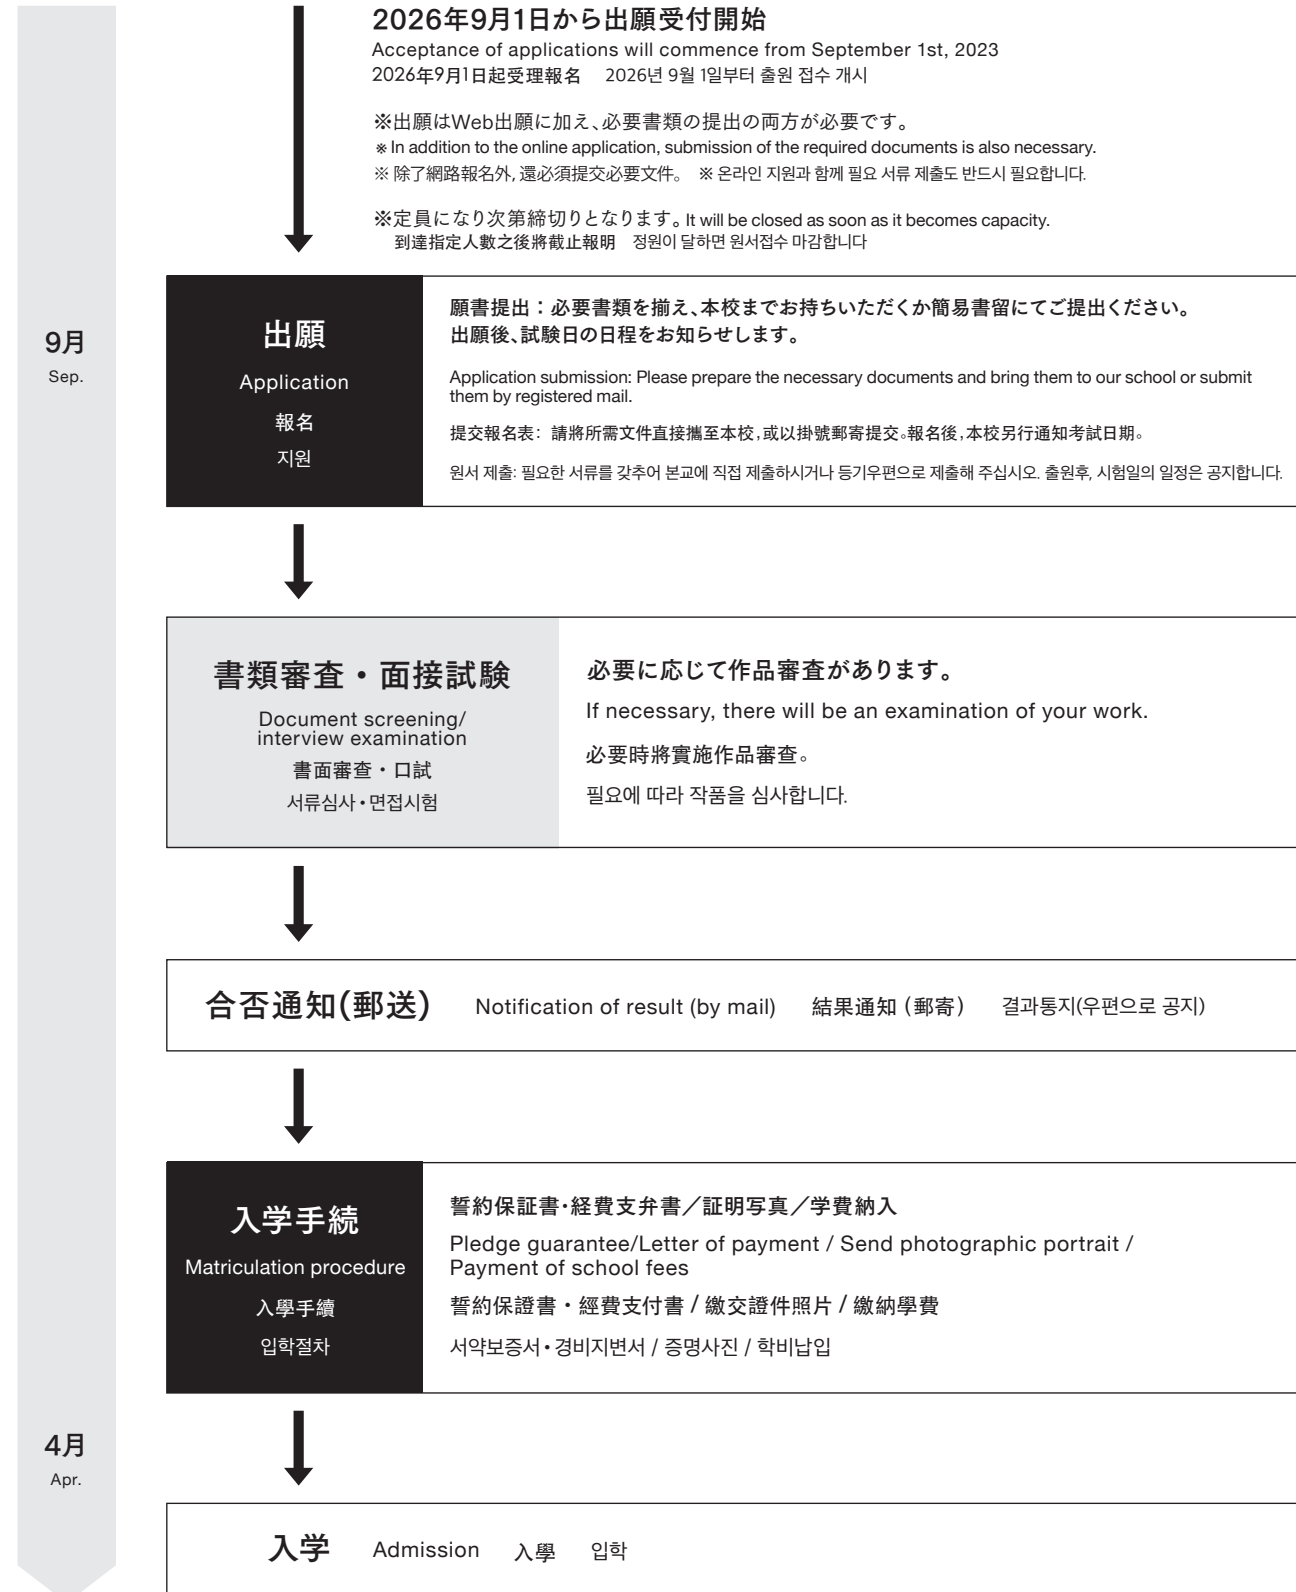 2026年9月1日から出願受付開始
Acceptance of applications will commence from September 1st, 2023
2026年9月1日起受理報名 2026년 9월 1일부터 출원 접수 개시
※出願はWeb出願に加え、必要書類の提出の両方が必要です。
※ In addition to the online application, submission of the required documents is also necessary.
※ 除了網路報名外, 還必須提交必要文件。 ※ 온라인 지원과 함께 필요 서류 제출도 반드시 필요합니다.
※定員になり次第締切りとなります。It will be closed as soon as it becomes capacity.
到達指定人數之後將截止報明 정원이 달하면 원서접수 마감합니다
9月
Sep.
出願
Application
報名
지원
願書提出：必要書類を揃え、本校までお持ちいただくか簡易書留にてご提出ください。
出願後、試験日の日程をお知らせします。
Application submission: Please prepare the necessary documents and bring them to our school or submit
them by registered mail.
提交報名表: 請將所需文件直接攜至本校,或以掛號郵寄提交。報名後,本校另行通知考試日期。
원서 제출: 필요한 서류를 갖추어 본교에 직접 제출하시거나 등기우편으로 제출해 주십시오. 출원후, 시험일의 일정은 공지합니다.
書類審査・面接試験
Document screening/
interview examination
書面審查・口試
서류심사・면접시험
必要に応じて作品審査があります。
If necessary, there will be an examination of your work.
必要時將實施作品審查。
필요에 따라 작품을 심사합니다.
合否通知(郵送) Notification of result (by mail) 結果通知（郵寄） 결과통지(우편으로 공지)
入学手続
Matriculation procedure
入學手續
입학절차
誓約保証書・経費支弁書／証明写真／学費納入
Pledge guarantee/Letter of payment / Send photographic portrait /
Payment of school fees
誓約保證書・經費支付書 / 繳交證件照片 / 繳納學費
서약보증서・경비지변서 / 증명사진 / 학비납입
4月
Apr.
入学 Admission 入學 입학